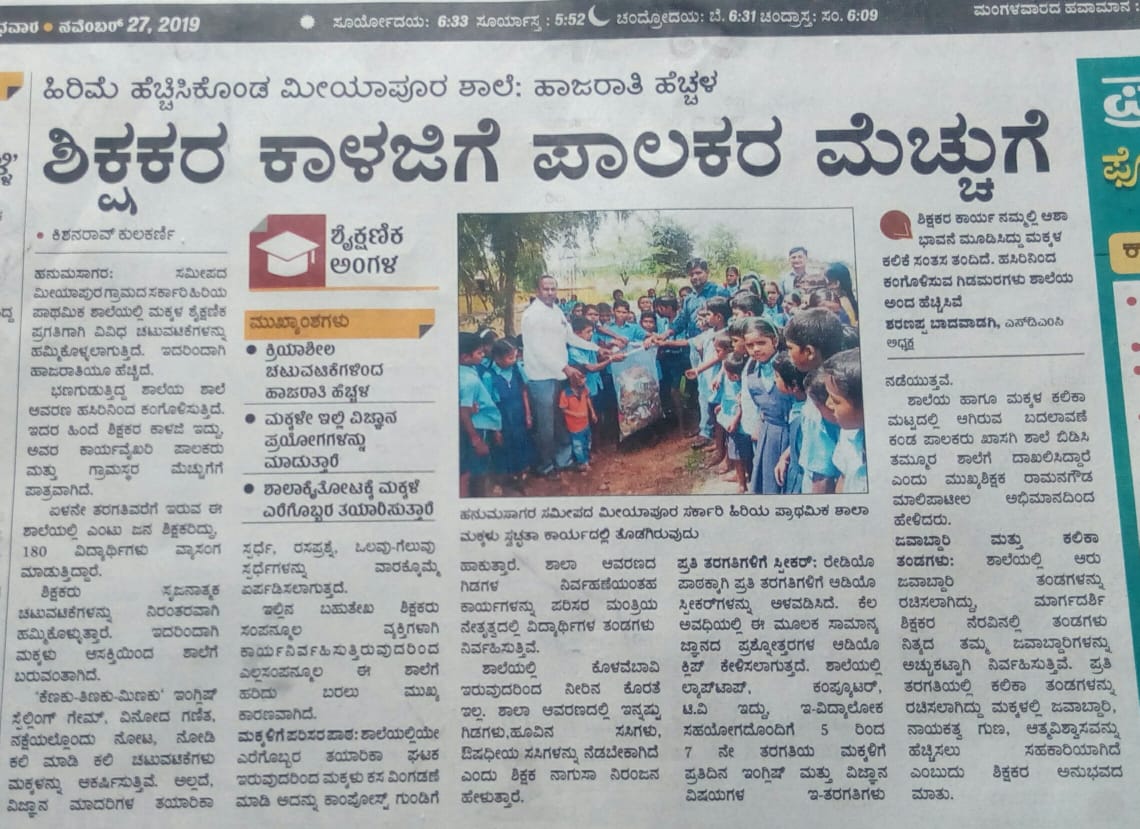 ಧವಾರ ● ನವೆಂಬರ್ 27, 2019
ಸೂರ್ಯೋದಯ: 6:33 ಸೂರ್ಯಾಸ್ತ : 5:52 ಚಂದ್ರೋದಯ: ಬೆ. 6:31 ಚಂದ್ರಾಸ್ತ: ಸಂ. 6:09
ಮಂಗಳವಾರದ ಹವಾಮಾನ :
ಹಿರಿಮೆ ಹೆಚ್ಚಿಸಿಕೊಂಡ ಮೀಯಾಪೂರ ಶಾಲೆ: ಹಾಜರಾತಿ ಹೆಚ್ಚಳ
ಶಿಕ್ಷಕರ ಕಾಳಜಿಗೆ ಪಾಲಕರ ಮೆಚ್ಚುಗೆ
● ಕಿಶನರಾವ್ ಕುಲಕರ್ಣಿ
ಹನುಮಸಾಗರ: ಸಮೀಪದ
ಮೀಯಾಪುರ ಗ್ರಾಮದ ಸರ್ಕಾರಿ ಹಿರಿಯ
ಪಾಥಮಿಕ ಶಾಲೆಯಲ್ಲಿ ಮಕ್ಕಳ ಶೈಕ್ಷಣಿಕ
ಪ್ರಗತಿಗಾಗಿ ವಿವಿಧ ಚಟುವಟಿಕೆಗಳನ್ನು
ಹಮ್ಮಿಕೊಳ್ಳಲಾಗುತ್ತಿದೆ. ಇದರಿಂದಾಗಿ
ಹಾಜರಾತಿಯೂ ಹೆಚ್ಚಿದೆ.
ಭಣಗುಡುತ್ತಿದ್ದ ಶಾಲೆಯ ಶಾಲೆ
ಆವರಣ ಹಸಿರಿನಿಂದ ಕಂಗೊಳಿಸುತ್ತಿದೆ.
ಇದರ ಹಿಂದೆ ಶಿಕ್ಷಕರ ಕಾಳಜಿ ಇದ್ದು,
ಅವರ ಕಾರ್ಯವೈಖರಿ ಪಾಲಕರು
ಮತ್ತು ಗ್ರಾಮಸ್ಥರ ಮೆಚ್ಚುಗೆಗೆ
ಪಾತ್ರವಾಗಿದೆ.
ಏಳನೇ ತರಗತಿವರೆಗೆ ಇರುವ ಈ
ಶಾಲೆಯಲ್ಲಿ ಎಂಟು ಜನ ಶಿಕ್ಷಕರಿದ್ದು,
180 ವಿದ್ಯಾರ್ಥಿಗಳು ವ್ಯಾಸಂಗ
ಮಾಡುತ್ತಿದ್ದಾರೆ.
ಶಿಕ್ಷಕರು ಸೃಜನಾತ್ಮಕ
ಚಟುವಟಿಕೆಗಳನ್ನು ನಿರಂತರವಾಗಿ
ಹಮ್ಮಿಕೊಳ್ಳುತ್ತಾರೆ. ಇದರಿಂದಾಗಿ
ಮಕ್ಕಳು ಆಸಕ್ತಿಯಿಂದ ಶಾಲೆಗೆ
ಬರುವಂತಾಗಿದೆ.
'ಕೆಣಕು-ತಿಣಕು-ಮಿಣಕು' ಇಂಗ್ಲಿಷ್
ಸ್ಪೆಲ್ಲಿಂಗ್ ಗೇಮ್, ವಿನೋದ ಗಣಿತ,
ನಕ್ಷೆಯಲ್ಲೊಂದು ನೋಟ, ನೋಡಿ
ಕಲಿ ಮಾಡಿ ಕಲಿ ಚಟುವಟಿಕೆಗಳು
ಮಕ್ಕಳನ್ನು ಆಕರ್ಷಿಸುತ್ತಿವೆ. ಅಲ್ಲದೆ,
ವಿಜ್ಞಾನ ಮಾದರಿಗಳ ತಯಾರಿಕಾ
ಶೈಕ್ಷಣಿಕ
ಅಂಗಳ
ಮುಖ್ಯಾಂಶಗಳು
● ಕ್ರಿಯಾಶೀಲ
ಚಟುವಟಿಕೆಗಳಿಂದ
ಹಾಜರಾತಿ ಹೆಚ್ಚಳ
● ಮಕ್ಕಳೇ ಇಲ್ಲಿ ವಿಜ್ಞಾನ
ಪ್ರಯೋಗಗಳನ್ನು
ಮಾಡುತ್ತಾರೆ
● ಶಾಲಾಕೈತೋಟಕ್ಕೆ ಮಕ್ಕಳೆ
ಎರೆಗೊಬ್ಬರ ತಯಾರಿಸುತ್ತಾರೆ
ಸ್ಪರ್ಧೆ, ರಸಪ್ರಶ್ನೆ, ಒಲವು-ಗೆಲುವು
ಸ್ಪರ್ಧೆಗಳನ್ನು ವಾರಕ್ಕೊಮ್ಮೆ
ಏರ್ಪಡಿಸಲಾಗುತ್ತದೆ.
ಇಲ್ಲಿನ ಬಹುತೇಖ ಶಿಕ್ಷಕರು
ಸಂಪನ್ಮೂಲ ವ್ಯಕ್ತಿಗಳಾಗಿ
ಕಾರ್ಯನಿರ್ವಹಿಸುತ್ತಿರುವುದರಿಂದ
ಎಲ್ಲಸಂಪನ್ಮೂಲ ಈ ಶಾಲೆಗೆ
ಹರಿದು ಬರಲು ಮುಖ್ಯ
ಕಾರಣವಾಗಿದೆ.
ಮಕ್ಕಳಿಗೆ ಪರಿಸರ ಪಾಠ: ಶಾಲೆಯಲ್ಲಿಯೇ
ಎರೆಗೊಬ್ಬರ ತಯಾರಿಕಾ ಘಟಕ
ಇರುವುದರಿಂದ ಮಕ್ಕಳು ಕಸ ವಿಂಗಡಣೆ
ಮಾಡಿ ಅದನ್ನು ಕಾಂಪೋಸ್ಟ್ ಗುಂಡಿಗೆ
ಹನುಮಸಾಗರ ಸಮೀಪದ ಮೀಯಾಪೂರ ಸರ್ಕಾರಿ ಹಿರಿಯ ಪ್ರಾಥಮಿಕ ಶಾಲಾ
ಮಕ್ಕಳು ಸ್ವಚ್ಛತಾ ಕಾರ್ಯದಲ್ಲಿ ತೊಡಗಿರುವುದು
ಹಾಕುತ್ತಾರೆ. ಶಾಲಾ ಆವರಣದ
ಗಿಡಗಳ ನಿರ್ವಹಣೆಯಂತಹ
ಕಾರ್ಯಗಳನ್ನು ಪರಿಸರ ಮಂತ್ರಿಯ
ನೇತೃತ್ವದಲ್ಲಿ ವಿದ್ಯಾರ್ಥಿಗಳ ತಂಡಗಳು
ನಿರ್ವಹಿಸುತ್ತಿವೆ.
ಶಾಲೆಯಲ್ಲಿ ಕೊಳವೆಬಾವಿ
ಇರುವುದರಿಂದ ನೀರಿನ ಕೊರತೆ
ಇಲ್ಲ. ಶಾಲಾ ಆವರಣದಲ್ಲಿ ಇನ್ನಷ್ಟು
ಗಿಡಗಳು,ಹೂವಿನ ಸಸಿಗಳು,
ಔಷಧೀಯ ಸಸಿಗಳನ್ನು ನೆಡಬೇಕಾಗಿದೆ
ಎಂದು ಶಿಕ್ಷಕ ನಾಗುಸಾ ನಿರಂಜನ
ಹೇಳುತ್ತಾರೆ.
ಪ್ರತಿ ತರಗತಿಗಳಿಗೆ ಸ್ಪೀಕರ್: ರೇಡಿಯೊ
ಪಾಠಕ್ಕಾಗಿ ಪ್ರತಿ ತರಗತಿಗಳಿಗೆ ಆಡಿಯೊ
ಸ್ಪೀಕರ್‌ಗಳನ್ನು ಅಳವಡಿಸಿದೆ. ಕೆಲ
ಅವಧಿಯಲ್ಲಿ ಈ ಮೂಲಕ ಸಾಮಾನ್ಯ
ಜ್ಞಾನದ ಪ್ರಶ್ನೋತ್ತರಗಳ ಆಡಿಯೊ
ಕ್ಲಿಪ್ ಕೇಳಿಸಲಾಗುತ್ತದೆ. ಶಾಲೆಯಲ್ಲಿ
ಲ್ಯಾಪ್‌ಟಾಪ್, ಕಂಪ್ಯೂಟರ್,
ಟಿ.ವಿ ಇದ್ದು, ಇ-ವಿದ್ಯಾಲೋಕ
ಸಹಯೋಗದೊಂದಿಗೆ 5 ರಿಂದ
7 ನೇ ತರಗತಿಯ ಮಕ್ಕಳಿಗೆ
ಪ್ರತಿದಿನ ಇಂಗ್ಲಿಷ್ ಮತ್ತು ವಿಜ್ಞಾನ
ವಿಷಯಗಳ ಇ-ತರಗತಿಗಳು
ಶಿಕ್ಷಕರ ಕಾರ್ಯ ನಮ್ಮಲ್ಲಿ ಆಶಾ
ಭಾವನೆ ಮೂಡಿಸಿದ್ದು ಮಕ್ಕಳ
ಕಲಿಕೆ ಸಂತಸ ತಂದಿದೆ. ಹಸಿರಿನಿಂದ
ಕಂಗೊಳಿಸುವ ಗಿಡಮರಗಳು ಶಾಲೆಯ
ಅಂದ ಹೆಚ್ಚಿಸಿವೆ
ಶರಣಪ್ಪ ಬಾದವಾಡಗಿ, ಎಸ್‌ಡಿಎಂಸಿ
ಅಧ್ಯಕ್ಷ
ನಡೆಯುತ್ತವೆ.
ಶಾಲೆಯ ಹಾಗೂ ಮಕ್ಕಳ ಕಲಿಕಾ
ಮಟ್ಟದಲ್ಲಿ ಆಗಿರುವ ಬದಲಾವಣೆ
ಕಂಡ ಪಾಲಕರು ಖಾಸಗಿ ಶಾಲೆ ಬಿಡಿಸಿ
ತಮ್ಮೂರ ಶಾಲೆಗೆ ದಾಖಲಿಸಿದ್ದಾರೆ
ಎಂದು ಮುಖ್ಯಶಿಕ್ಷಕ ರಾಮನಗೌಡ
ಮಾಲಿಪಾಟೀಲ ಅಭಿಮಾನದಿಂದ
ಹೇಳಿದರು.
ಜವಾಬ್ದಾರಿ ಮತ್ತು ಕಲಿಕಾ
ತಂಡಗಳು: ಶಾಲೆಯಲ್ಲಿ ಆರು
ಜವಾಬ್ದಾರಿ ತಂಡಗಳನ್ನು
ರಚಿಸಲಾಗಿದ್ದು, ಮಾರ್ಗದರ್ಶಿ
ಶಿಕ್ಷಕರ ನೆರವಿನಲ್ಲಿ ತಂಡಗಳು
ನಿತ್ಯದ ತಮ್ಮ ಜವಾಬಾರಿಗಳನ್ನು
ಅಚ್ಚುಕಟ್ಟಾಗಿ ನಿರ್ವಹಿಸುತ್ತಿವೆ. ಪ್ರತಿ
ತರಗತಿಯಲ್ಲಿ ಕಲಿಕಾ ತಂಡಗಳನ್ನು
ರಚಿಸಲಾಗಿದ್ದು ಮಕ್ಕಳಲ್ಲಿ ಜವಾಬ್ದಾರಿ,
ನಾಯಕತ್ವ ಗುಣ, ಆತ್ಮವಿಶ್ವಾಸವನ್ನು
ಹೆಚ್ಚಿಸಲು ಸಹಕಾರಿಯಾಗಿದೆ
ಎಂಬುದು ಶಿಕ್ಷಕರ ಅನುಭವದ
ಮಾತು.